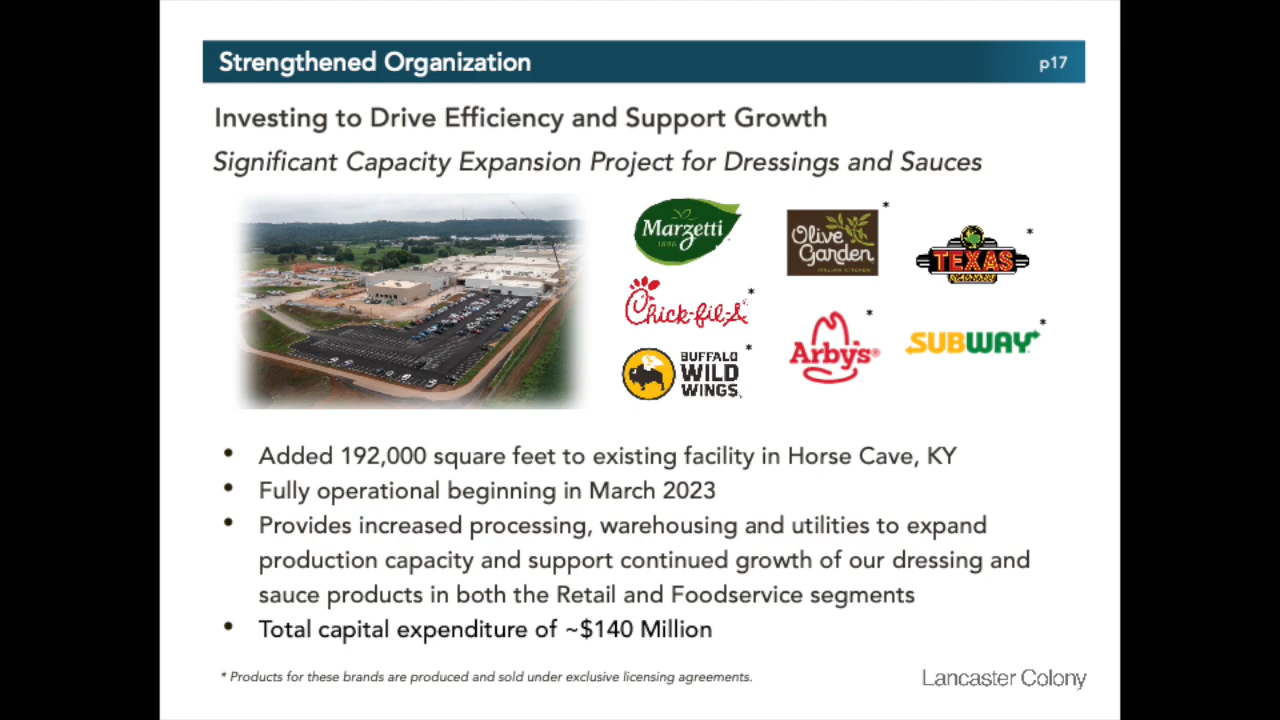 Strengthened Organization
p17
Investing to Drive Efficiency and Support Growth
Significant Capacity Expansion Project for Dressings and Sauces
Marzetti
1896
Olive
Garden
ITALIAN KITCHEN
*
TEXAS
*
Chick-fil-A
*
BUFFALO
WILD
WINGS
*
Arby's®
*
SUBWAY
*
• Added 192,000 square feet to existing facility in Horse Cave, KY
• Fully operational beginning in March 2023
• Provides increased processing, warehousing and utilities to expand
production capacity and support continued growth of our dressing and
sauce products in both the Retail and Foodservice segments
• Total capital expenditure of ~$140 Million
* Products for these brands are produced and sold under exclusive licensing agreements.
Lancaster Colony